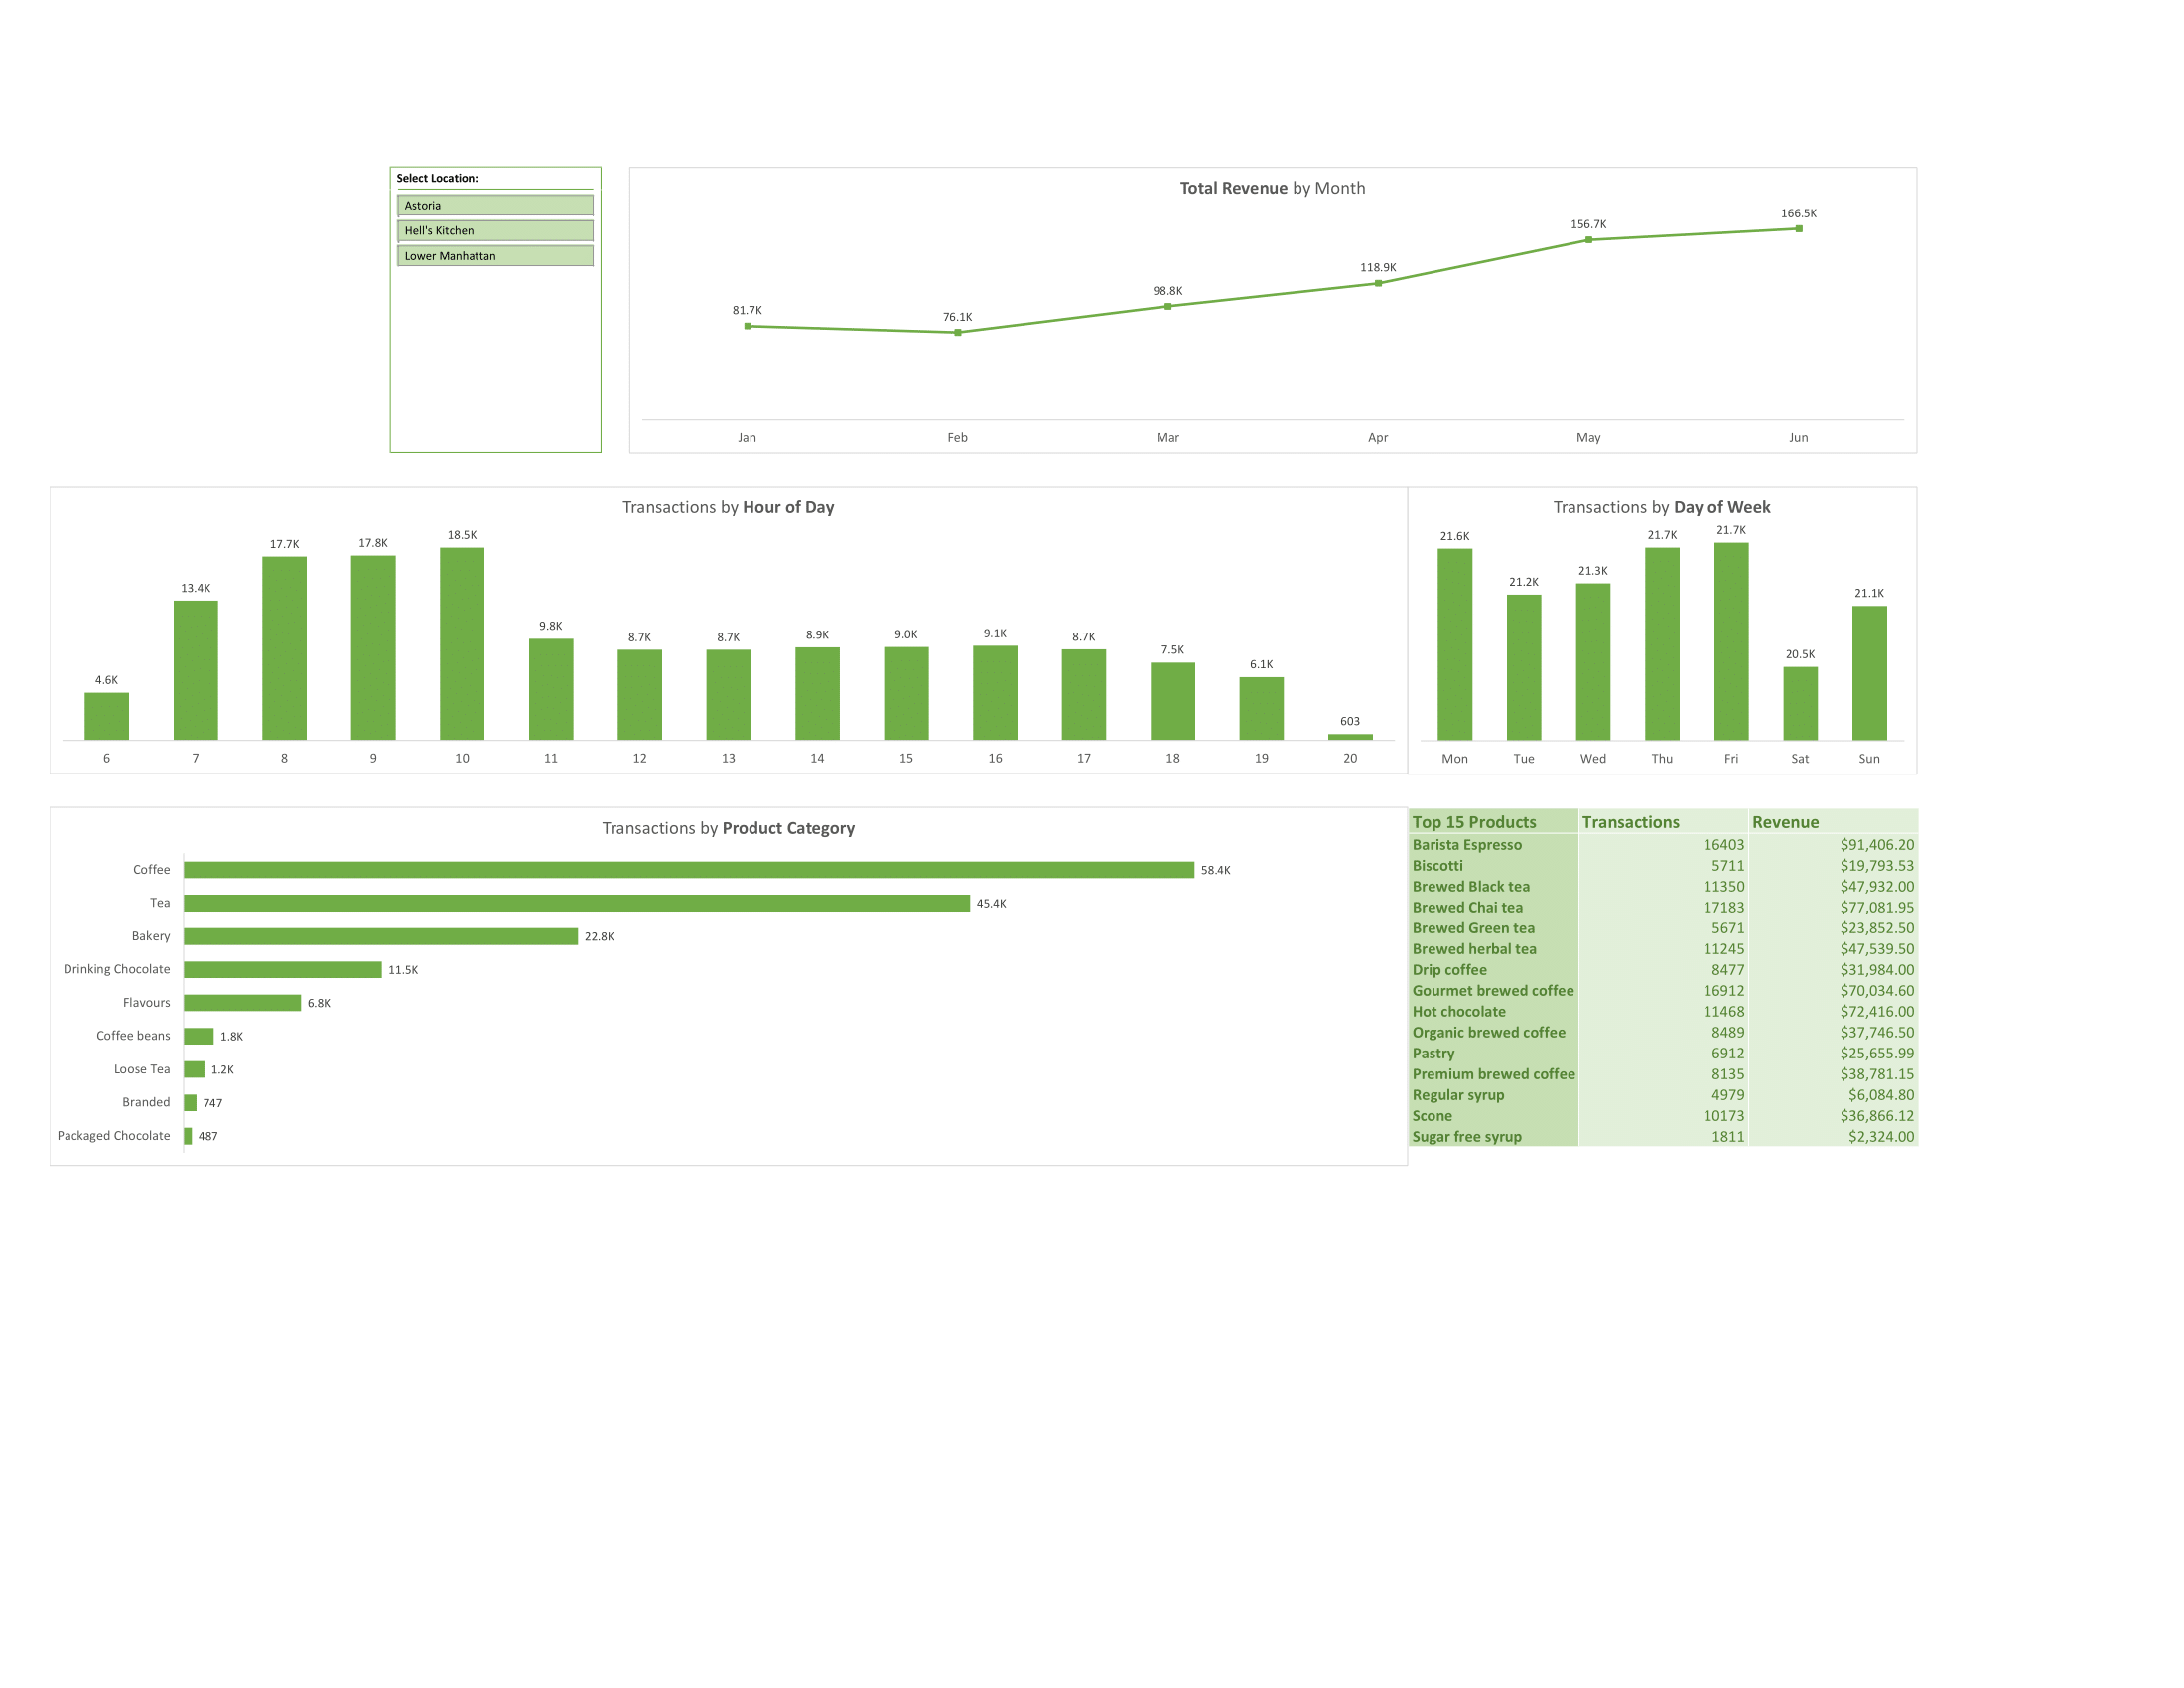 Select Location:
Astoria
Hell's Kitchen
Lower Manhattan
Total Revenue by Month
81.7K
76.1K
98.8K
118.9K
156.7K
166.5K
Jan Feb Mar Apr May Jun
Transactions by Hour of Day
4.6K
13.4K
17.7K
17.8K
18.5K
9.8K
8.7K
8.7K
8.9K
9.0K
9.1K
8.7K
7.5K
6.1K
603
6 7 8 9 10 11 12 13 14 15 16 17 18 19 20
Transactions by Day of Week
21.6K
21.2K
21.3K
21.7K
21.7K
20.5K
21.1K
Mon Tue Wed Thu Fri Sat Sun
Transactions by Product Category
Coffee 58.4K
Tea 45.4K
Bakery 22.8K
Drinking Chocolate 11.5K
Flavours 6.8K
Coffee beans 1.8K
Loose Tea 1.2K
Branded 747
Packaged Chocolate 487
Top 15 Products Transactions Revenue
Barista Espresso 16403 $91,406.20
Biscotti 5711 $19,793.53
Brewed Black tea 11350 $47,932.00
Brewed Chai tea 17183 $77,081.95
Brewed Green tea 5671 $23,852.50
Brewed herbal tea 11245 $47,539.50
Drip coffee 8477 $31,984.00
Gourmet brewed coffee 16912 $70,034.60
Hot chocolate 11468 $72,416.00
Organic brewed coffee 8489 $37,746.50
Pastry 6912 $25,655.99
Premium brewed coffee 8135 $38,781.15
Regular syrup 4979 $6,084.80
Scone 10173 $36,866.12
Sugar free syrup 1811 $2,324.00